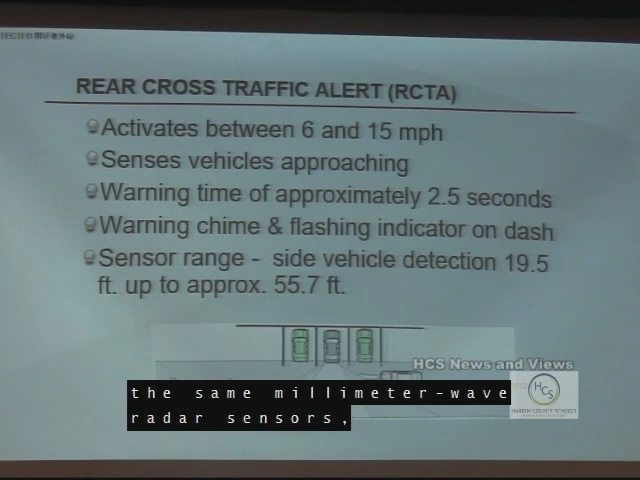 REAR CROSS TRAFFIC ALERT (RCTA)
Activates between 6 and 15 mph
Senses vehicles approaching
Warning time of approximately 2.5 seconds
Warning chime & flashing indicator on dash
Sensor range - side vehicle detection 19.5
ft. up to approx. 55.7 ft.
HCS News and Views
the same millimeter-wave
radar sensors,
HCS